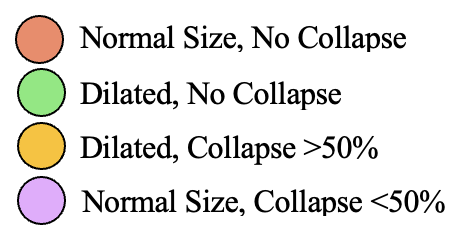 Normal Size, No Collapse
Dilated, No Collapse
Dilated, Collapse >50%
Normal Size, Collapse <50%